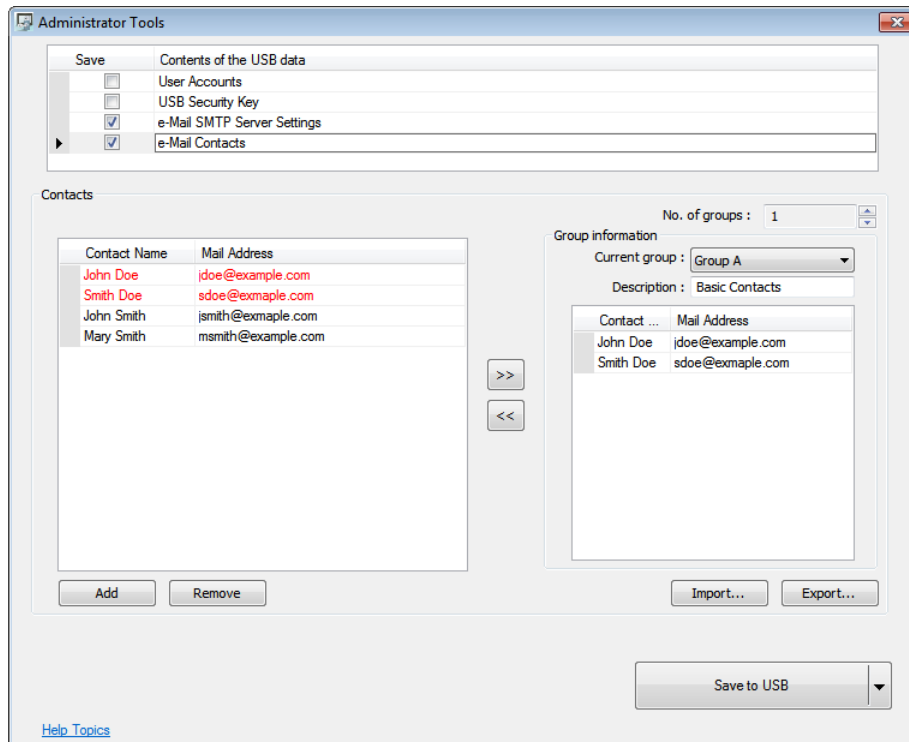 Administrator Tools
Save Contents of the USB data
User Accounts
USB Security Key
e-Mail SMTP Server Settings
e-Mail Contacts
Contacts
No. of groups : 1
Group information
Current group : Group A
Description : Basic Contacts
Contact Name Mail Address
John Doe jdoe@example.com
Smith Doe sdoe@exmaple.com
John Smith jsmith@exmaple.com
Mary Smith msmith@example.com
Contact ... Mail Address
John Doe jdoe@example.com
Smith Doe sdoe@exmaple.com
>>
<<
Add Remove Import... Export...
Save to USB
Help Topics